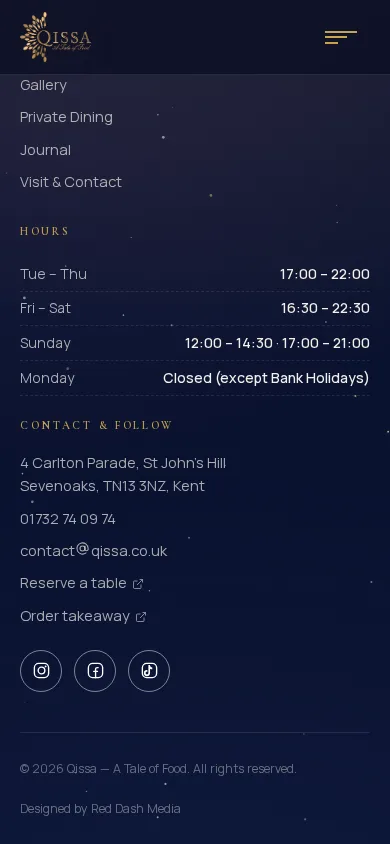 QISSA
A Tale of Food
Gallery
Private Dining
Journal
Visit & Contact
HOURS
Tue – Thu 17:00 – 22:00
Fri – Sat 16:30 – 22:30
Sunday 12:00 – 14:30 · 17:00 – 21:00
Monday Closed (except Bank Holidays)
CONTACT & FOLLOW
4 Carlton Parade, St John's Hill
Sevenoaks, TN13 3NZ, Kent
01732 74 09 74
contact@qissa.co.uk
Reserve a table
Order takeaway
© 2026 Qissa — A Tale of Food. All rights reserved.
Designed by Red Dash Media